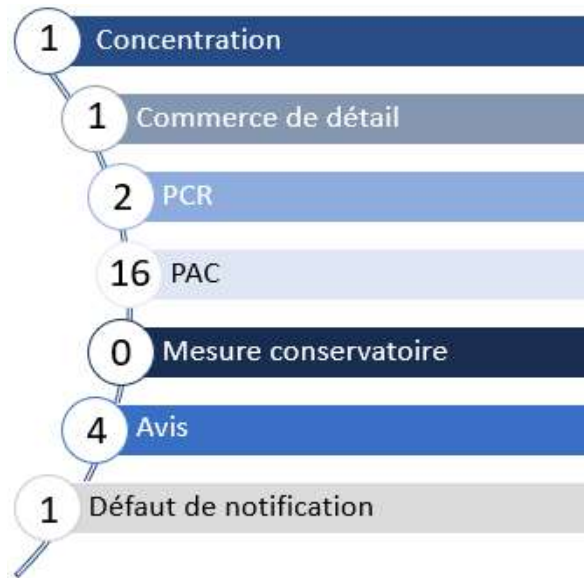 1 Concentration
1 Commerce de détail
2 PCR
16 PAC
0 Mesure conservatoire
4 Avis
1 Défaut de notification